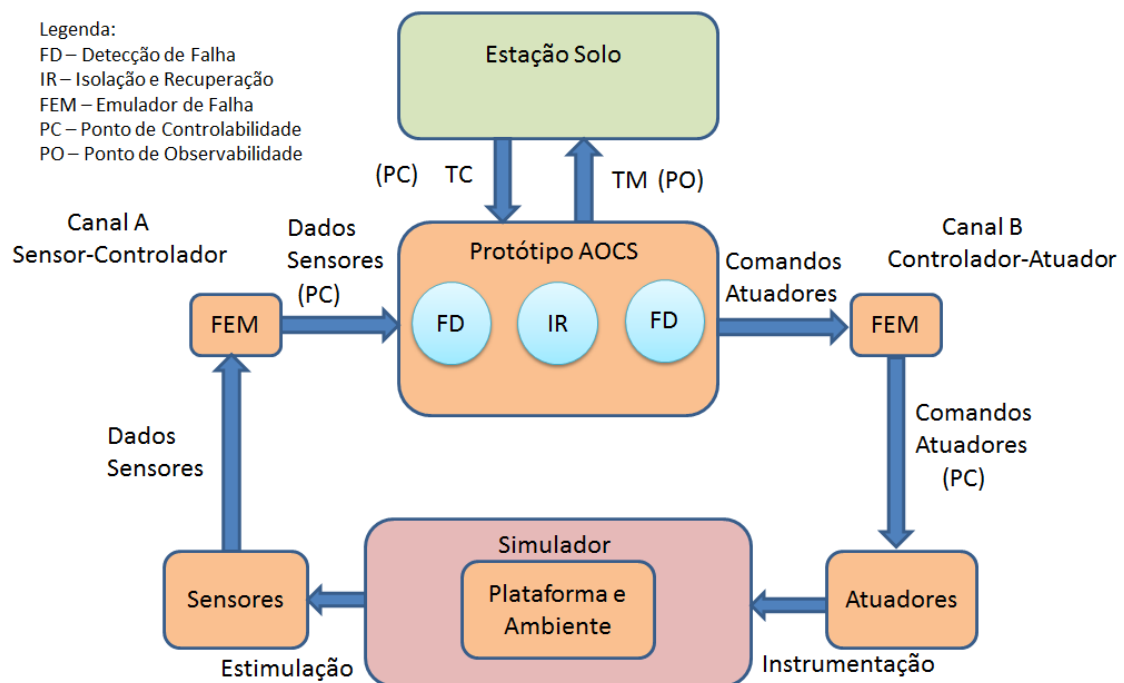 Legenda:
FD – Detecção de Falha
IR – Isolação e Recuperação
FEM – Emulador de Falha
PC – Ponto de Controlabilidade
PO – Ponto de Observabilidade
Estação Solo
(PC) TC
TM (PO)
Canal A
Sensor-Controlador
Dados
Sensores
(PC)
Protótipo AOCS
FD
IR
FD
Comandos
Atuadores
Canal B
Controlador-Atuador
FEM
FEM
Dados
Sensores
Comandos
Atuadores
(PC)
Simulador
Plataforma e
Ambiente
Sensores
Atuadores
Estimulação
Instrumentação